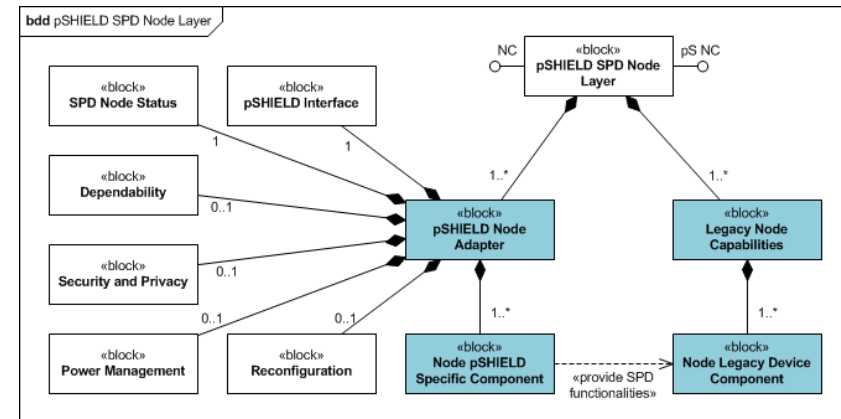 bdd pSHIELD SPD Node Layer
NC
«block»
pSHIELD SPD Node
Layer
pS NC
«block»
SPD Node Status
«block»
pSHIELD Interface
1
1
«block»
Dependability
0..1
1..*
1..*
«block»
pSHIELD Node
Adapter
«block»
Legacy Node
Capabilities
«block»
Security and Privacy
0..1
0..1
0..1
1..*
1..*
«block»
Power Management
«block»
Reconfiguration
«block»
Node pSHIELD
Specific Component
«provide SPD
functionalities»
«block»
Node Legacy Device
Component